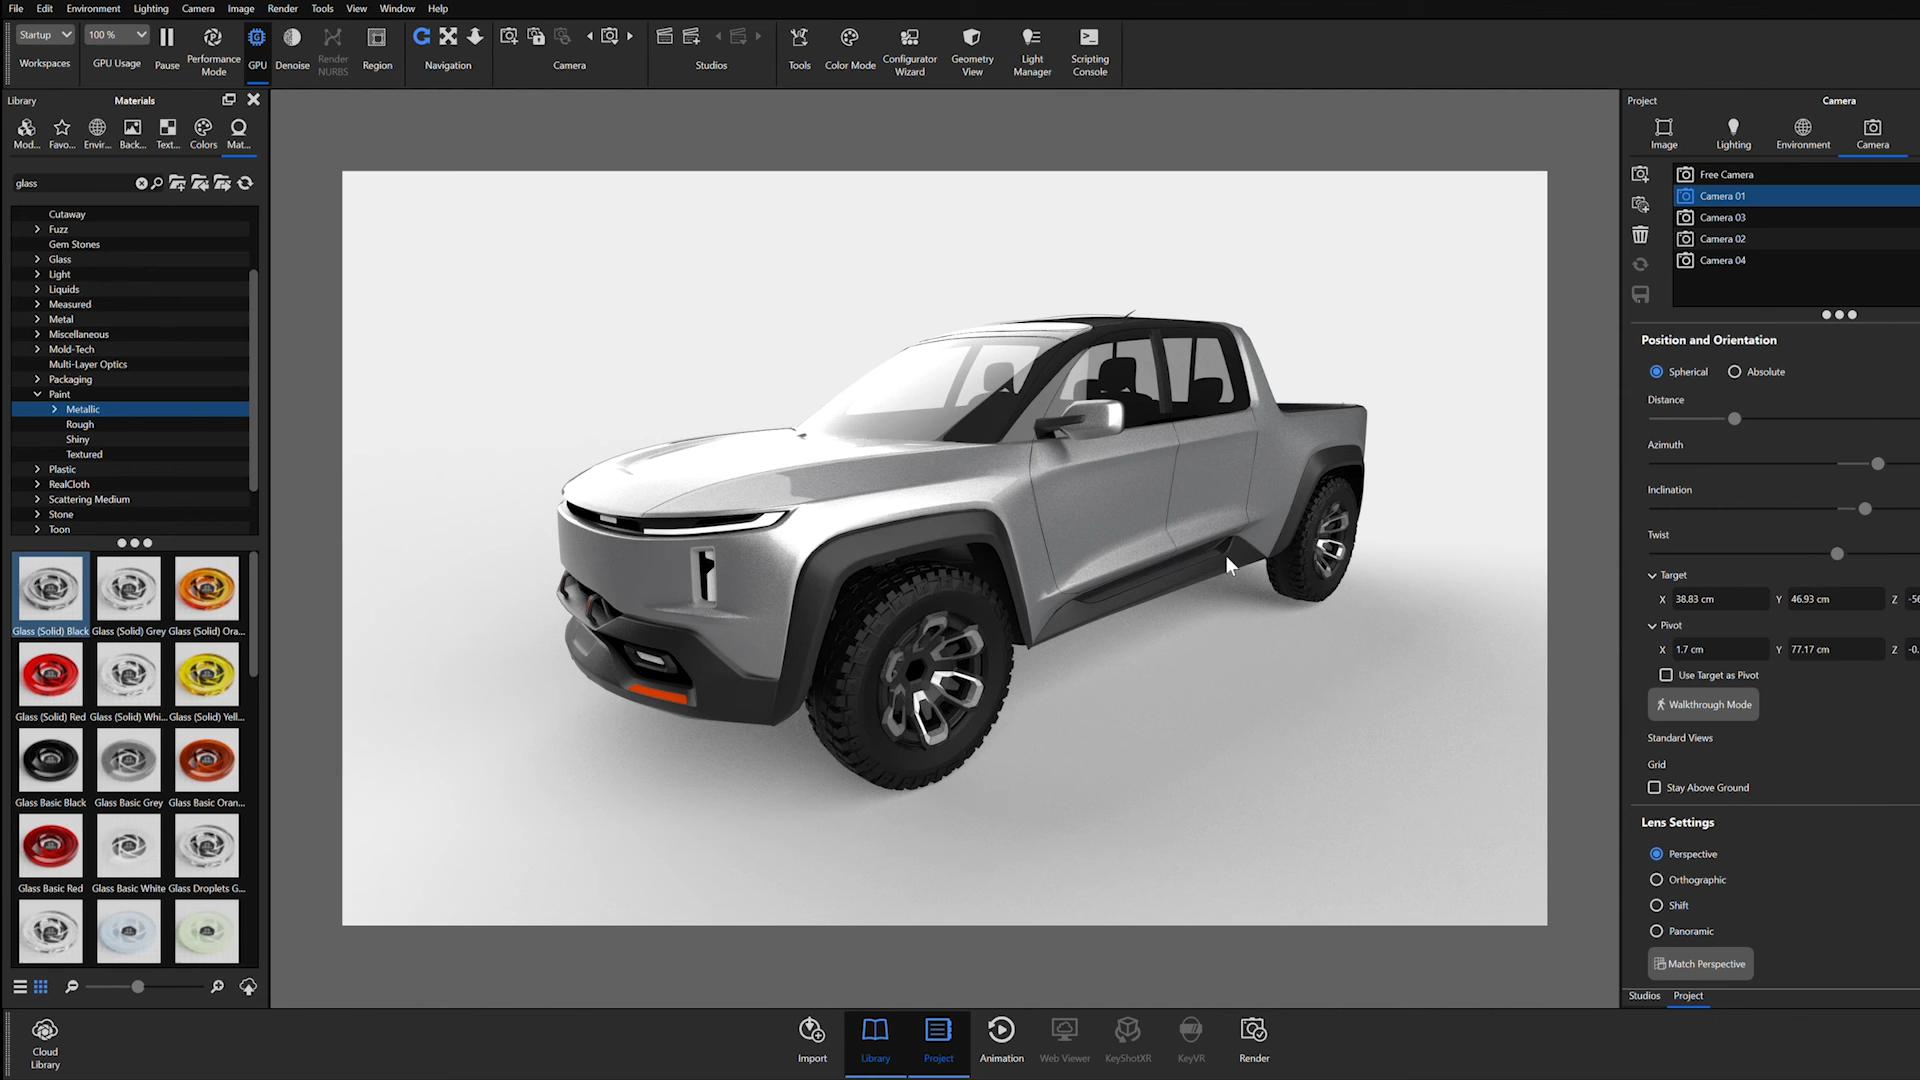 File Edit Environment Lighting Camera Image Render Tools View Window Help
Startup
100 %
Workspaces
GPU Usage
Pause
Performance
Mode
GPU
Denoise
Render
NURBS
Region
Navigation
Camera
Studios
Tools
Color Mode
Configurator
Wizard
Geometry
View
Light
Manager
Scripting
Console
Library
Materials
Mod... Favo... Envir... Back... Text... Colors Mat...
glass
Cutaway
Fuzz
Gem Stones
Glass
Light
Liquids
Measured
Metal
Miscellaneous
Mold-Tech
Multi-Layer Optics
Packaging
Paint
Metallic
Rough
Shiny
Textured
Plastic
RealCloth
Scattering Medium
Stone
Toon
Glass (Solid) Black Glass (Solid) Grey Glass (Solid) Ora...
Glass (Solid) Red Glass (Solid) Whi... Glass (Solid) Yell...
Glass Basic Black Glass Basic Grey Glass Basic Oran...
Glass Basic Red Glass Basic White Glass Droplets G...
Project
Camera
Image Lighting Environment Camera
Free Camera
Camera 01
Camera 03
Camera 02
Camera 04
Position and Orientation
Spherical Absolute
Distance
Azimuth
Inclination
Twist
Target
X 38.83 cm Y 46.93 cm Z -56
Pivot
X 1.7 cm Y 77.17 cm Z -0.
Use Target as Pivot
Walkthrough Mode
Standard Views
Grid
Stay Above Ground
Lens Settings
Perspective
Orthographic
Shift
Panoramic
Match Perspective
Studios Project
Cloud
Library
Import Library Project Animation Web Viewer KeyShotXR KeyVR Render